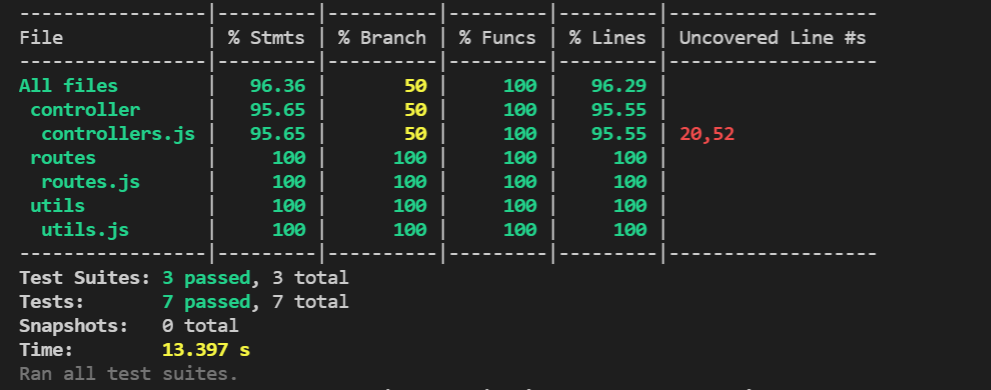 -----------------|---------|----------|---------|---------|-------------------
File             | % Stmts | % Branch | % Funcs | % Lines | Uncovered Line #s
-----------------|---------|----------|---------|---------|-------------------
All files        |   96.36 |       50 |     100 |   96.29 |
 controller      |   95.65 |       50 |     100 |   95.55 |
  controllers.js |   95.65 |       50 |     100 |   95.55 | 20,52
 routes          |     100 |      100 |     100 |     100 |
  routes.js      |     100 |      100 |     100 |     100 |
 utils           |     100 |      100 |     100 |     100 |
  utils.js       |     100 |      100 |     100 |     100 |
-----------------|---------|----------|---------|---------|-------------------
Test Suites: 3 passed, 3 total
Tests:       7 passed, 7 total
Snapshots:   0 total
Time:        13.397 s
Ran all test suites.